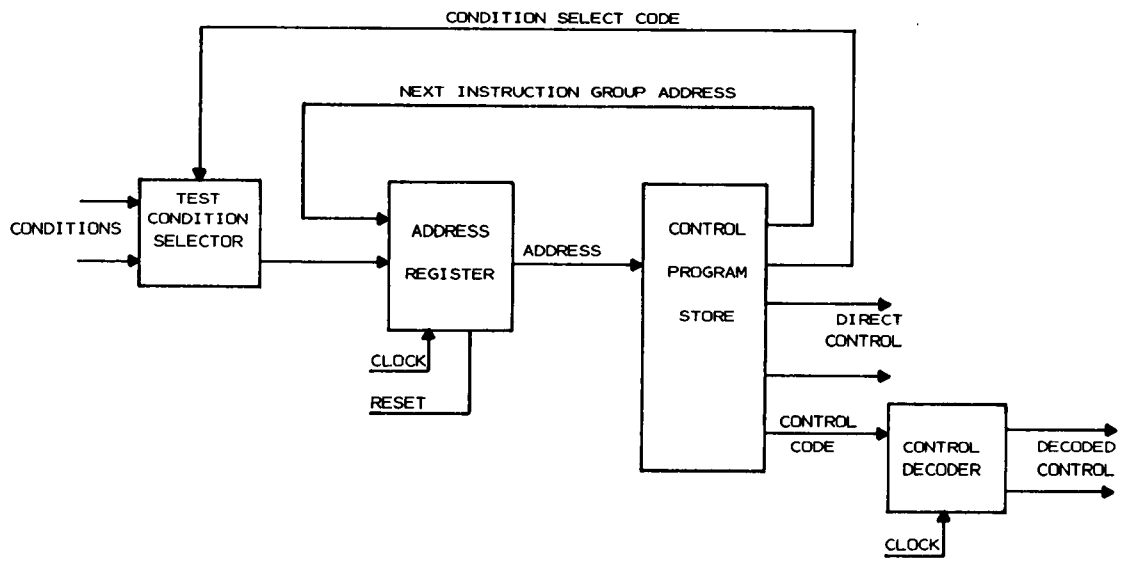 CONDITION SELECT CODE
NEXT INSTRUCTION GROUP ADDRESS
TEST
CONDITION
SELECTOR
CONDITIONS
ADDRESS
REGISTER
ADDRESS
CONTROL
PROGRAM
STORE
DIRECT
CONTROL
CLOCK
RESET
CONTROL
CODE
CONTROL
DECODER
DECODED
CONTROL
CLOCK